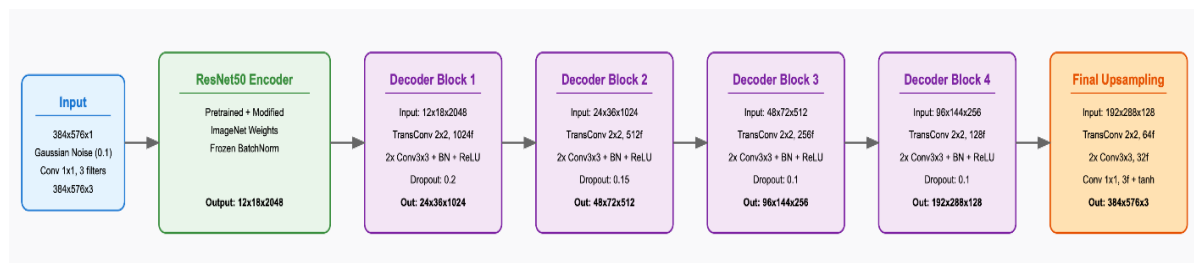 Input
384x576x1
Gaussian Noise (0.1)
Conv 1x1, 3 filters
384x576x3
ResNet50 Encoder
Pretrained + Modified
ImageNet Weights
Frozen BatchNorm
Output: 12x18x2048
Decoder Block 1
Input: 12x18x2048
TransConv 2x2, 1024f
2x Conv3x3 + BN + ReLU
Dropout: 0.2
Out: 24x36x1024
Decoder Block 2
Input: 24x36x1024
TransConv 2x2, 512f
2x Conv3x3 + BN + ReLU
Dropout: 0.15
Out: 48x72x512
Decoder Block 3
Input: 48x72x512
TransConv 2x2, 256f
2x Conv3x3 + BN + ReLU
Dropout: 0.1
Out: 96x144x256
Decoder Block 4
Input: 96x144x256
TransConv 2x2, 128f
2x Conv3x3 + BN + ReLU
Dropout: 0.1
Out: 192x288x128
Final Upsampling
Input: 192x288x128
TransConv 2x2, 64f
2x Conv3x3, 32f
Conv 1x1, 3f + tanh
Out: 384x576x3